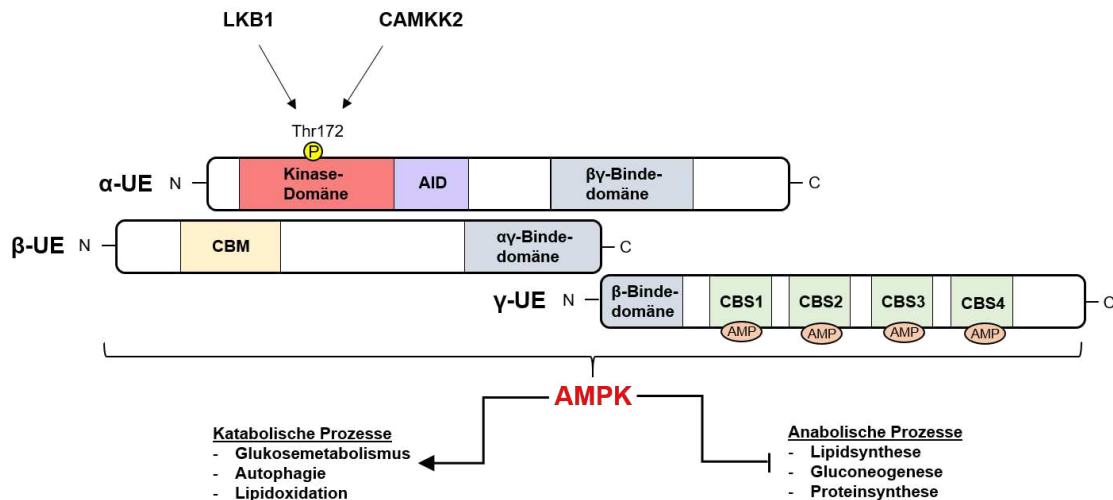 LKB1 CAMKK2
Thr172
P
α-UE N Kinase-
Domäne AID βγ-Binde-
domäne C
β-UE N CBM αγ-Binde-
domäne C
γ-UE N β-Binde-
domäne CBS1 CBS2 CBS3 CBS4 C
AMP AMP AMP AMP
AMPK
Katabolische Prozesse
- Glukosemetabolismus
- Autophagie
- Lipidoxidation
Anabolische Prozesse
- Lipidsynthese
- Gluconeogenese
- Proteinsynthese